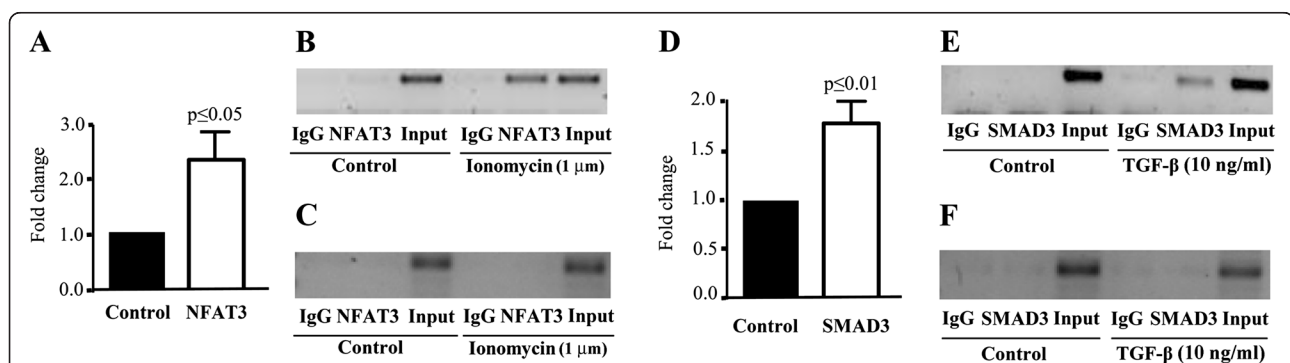 A
Fold change
3.0
2.0
1.0
0.0
p≤0.05
Control NFAT3
B
IgG NFAT3 Input IgG NFAT3 Input
Control Ionomycin (1 μm)
C
IgG NFAT3 Input IgG NFAT3 Input
Control Ionomycin (1 μm)
D
Fold change
2.0
1.5
1.0
0.5
0.0
p≤0.01
Control SMAD3
E
IgG SMAD3 Input IgG SMAD3 Input
Control TGF-β (10 ng/ml)
F
IgG SMAD3 Input IgG SMAD3 Input
Control TGF-β (10 ng/ml)